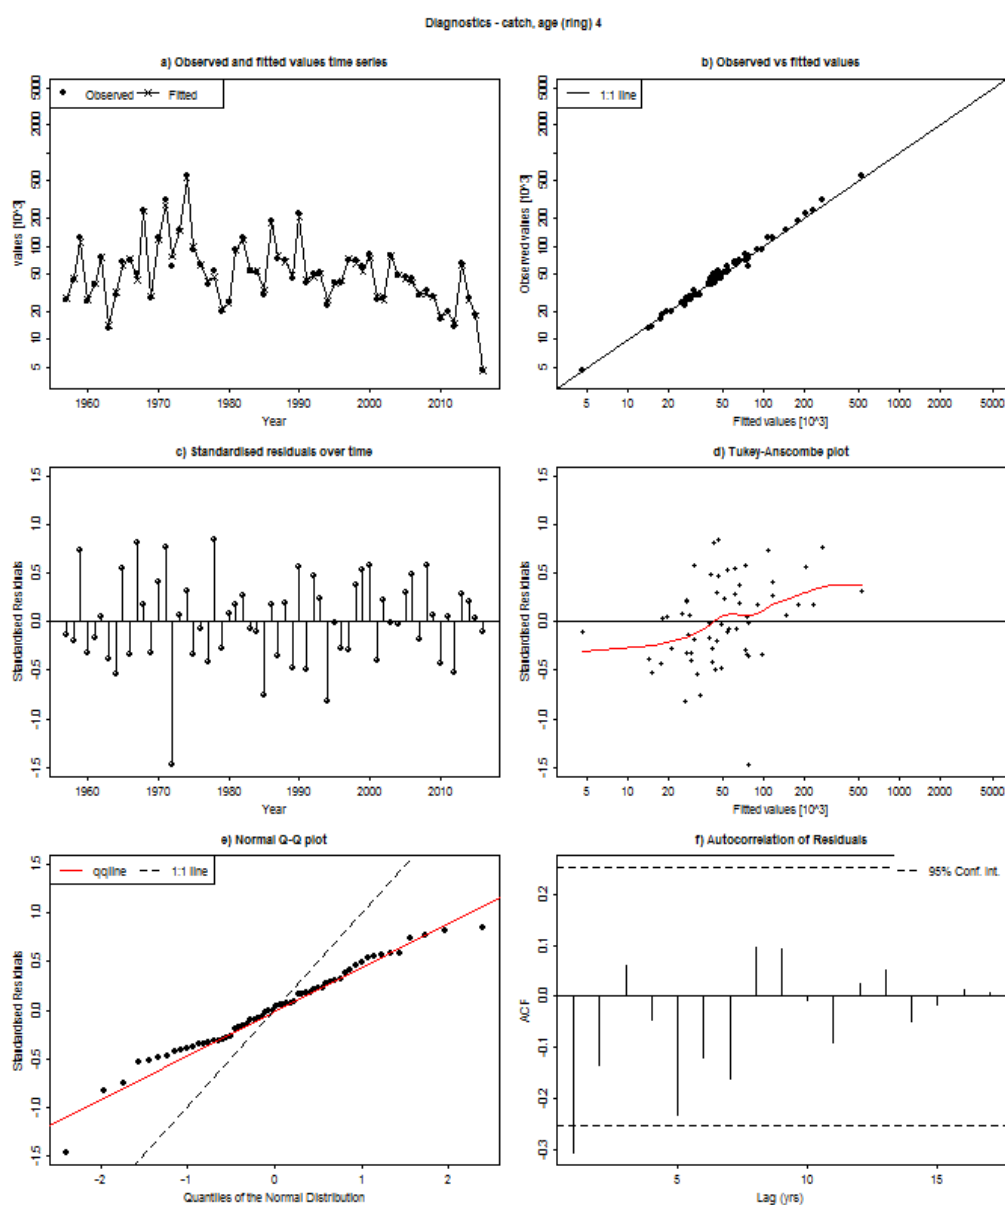 Diagnostics - catch, age (ring) 4
a) Observed and fitted values time series
Observed Fitted
values [10^3]
5 10 20 50 100 200 500 2000 5000
1960 1970 1980 1990 2000 2010
Year
b) Observed vs fitted values
1:1 line
Observed values [10^3]
5 10 20 50 100 200 500 2000 5000
5 10 20 50 100 200 500 1000 2000 5000
Fitted values [10^3]
c) Standardised residuals over time
Standardised Residuals
-1.5 -1.0 -0.5 0.0 0.5 1.0 1.5
1960 1970 1980 1990 2000 2010
Year
d) Tukey-Anscombe plot
Standardised Residuals
-1.5 -1.0 -0.5 0.0 0.5 1.0 1.5
5 10 20 50 100 200 500 1000 2000 5000
Fitted values [10^3]
e) Normal Q-Q plot
qqline 1:1 line
Standardised Residuals
-1.5 -1.0 -0.5 0.0 0.5 1.0 1.5
-2 -1 0 1 2
Quantiles of the Normal Distribution
f) Autocorrelation of Residuals
95% Conf. Int.
ACF
-0.3 -0.2 -0.1 0.0 0.1 0.2
5 10 15
Lag (yrs)